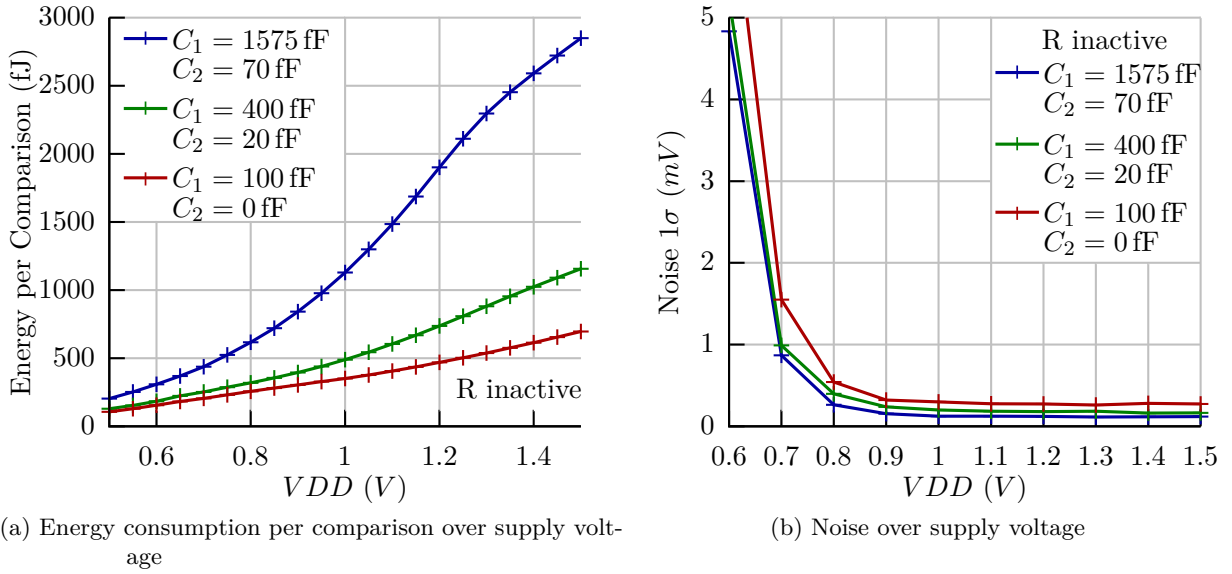 3000
2500
2000
1500
1000
500
0
Energy per Comparison (fJ)
C1 = 1575 fF
C2 = 70 fF
C1 = 400 fF
C2 = 20 fF
C1 = 100 fF
C2 = 0 fF
R inactive
0.6 0.8 1 1.2 1.4
VDD (V)
(a) Energy consumption per comparison over supply volt-
age
5
4
3
2
1
0
Noise 1σ (mV)
R inactive
C1 = 1575 fF
C2 = 70 fF
C1 = 400 fF
C2 = 20 fF
C1 = 100 fF
C2 = 0 fF
0.6 0.7 0.8 0.9 1 1.1 1.2 1.3 1.4 1.5
VDD (V)
(b) Noise over supply voltage